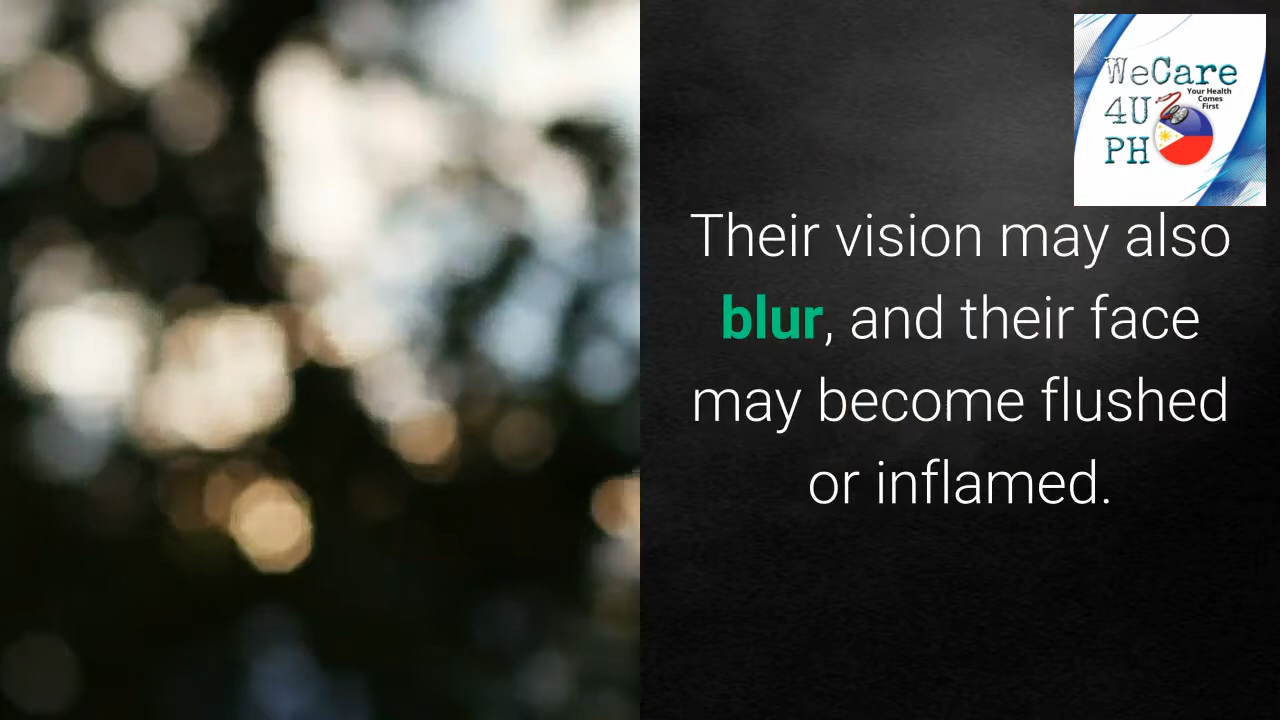 WeCare
4U
PH
Your Health
Comes
First
Their vision may also
blur, and their face
may become flushed
or inflamed.